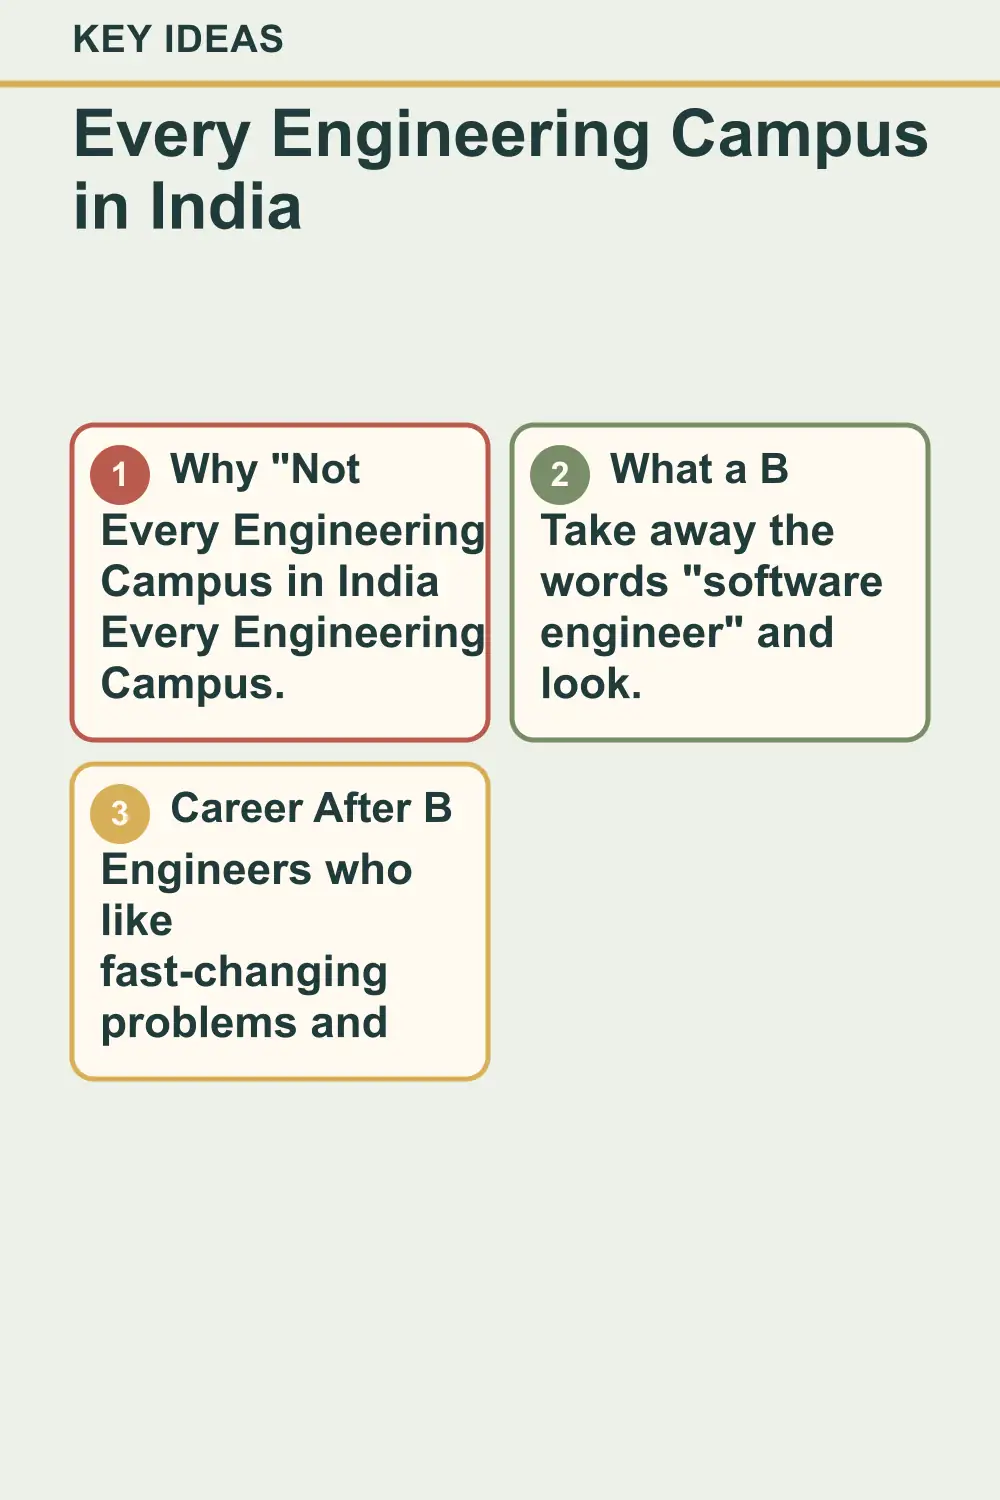 KEY IDEAS
Every Engineering Campus
in India
1
Why "Not
Every Engineering
Campus in India
Every Engineering
Campus.
2
What a B
Take away the
words "software
engineer" and
look.
3
Career After B
Engineers who
like
fast-changing
problems and